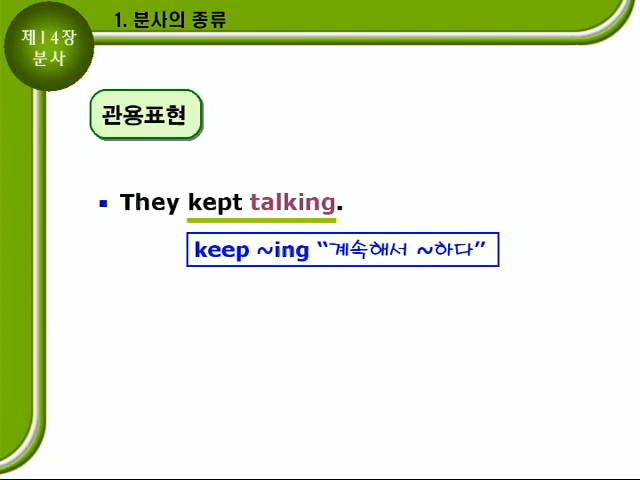 1. 분사의 종류
제14장
분사
관용표현
They kept talking.
keep ~ing “계속해서 ~하다”